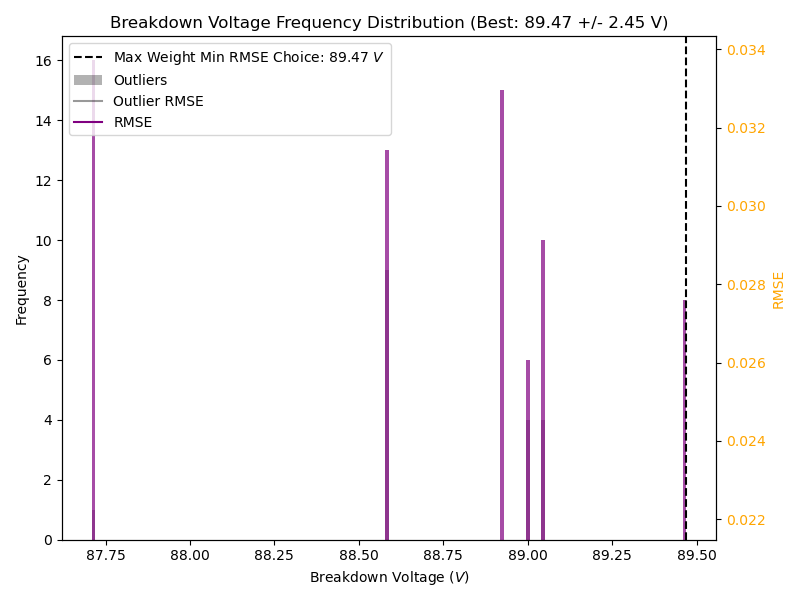 Breakdown Voltage Frequency Distribution (Best: 89.47 +/- 2.45 V)
Max Weight Min RMSE Choice: 89.47 V
Outliers
Outlier RMSE
RMSE
16
14
12
10
8
6
4
2
0
Frequency
0.034
0.032
0.030
0.028
0.026
0.024
0.022
RMSE
87.75 88.00 88.25 88.50 88.75 89.00 89.25 89.50
Breakdown Voltage (V)